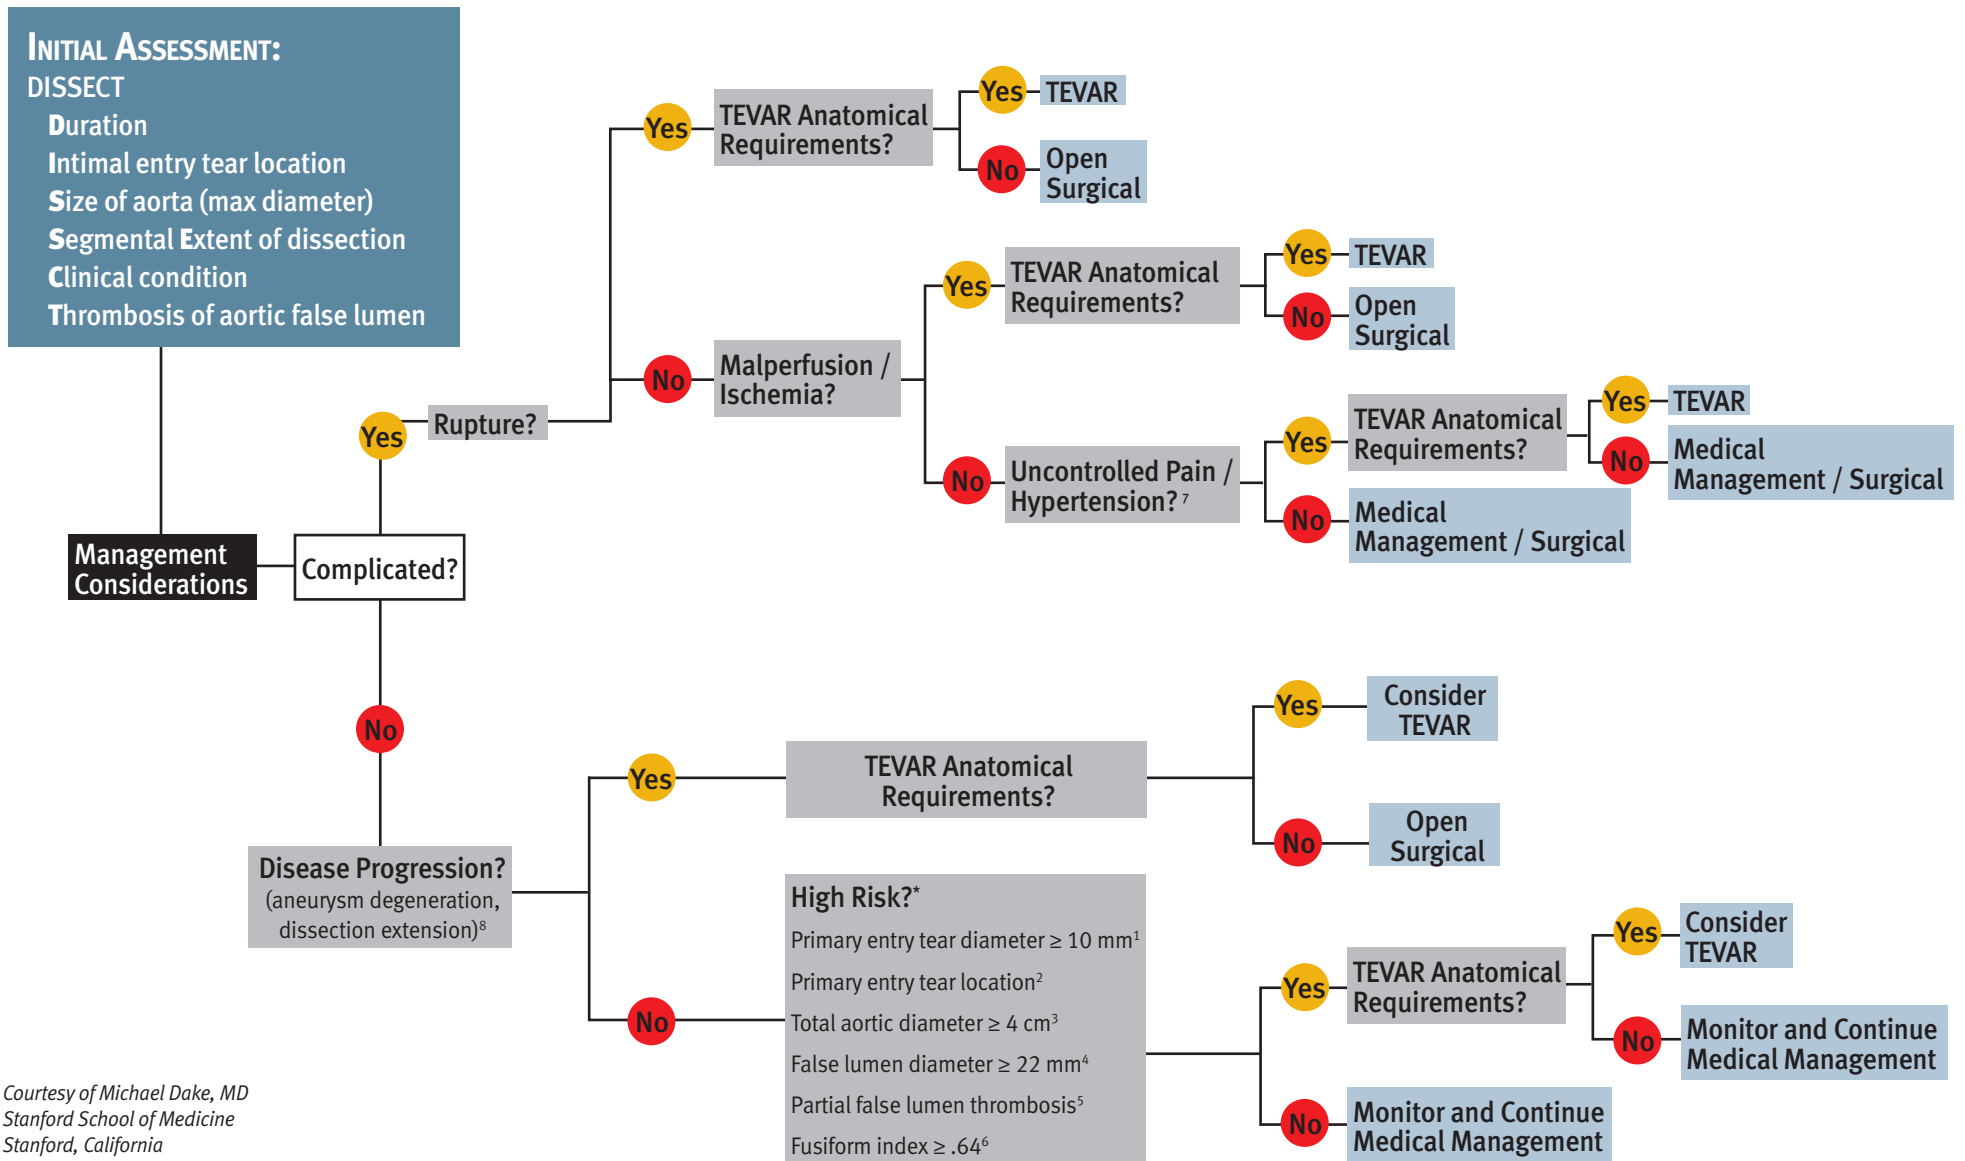 INITIAL ASSESSMENT:
DISSECT
Duration
Intimal entry tear location
Size of aorta (max diameter)
Segmental Extent of dissection
Clinical condition
Thrombosis of aortic false lumen
Management
Considerations
Complicated?
Yes
Rupture?
Yes
TEVAR Anatomical
Requirements?
Yes
TEVAR
No
Open
Surgical
No
Malperfusion /
Ischemia?
Yes
TEVAR Anatomical
Requirements?
Yes
TEVAR
No
Open
Surgical
No
Uncontrolled Pain /
Hypertension? 7
Yes
TEVAR Anatomical
Requirements?
Yes
TEVAR
No
Medical
Management / Surgical
No
Medical
Management / Surgical
No
Disease Progression?
(aneurysm degeneration,
dissection extension)8
Yes
TEVAR Anatomical
Requirements?
Yes
Consider
TEVAR
No
Open
Surgical
No
High Risk?*
Primary entry tear diameter ≥ 10 mm1
Primary entry tear location2
Total aortic diameter ≥ 4 cm3
False lumen diameter ≥ 22 mm4
Partial false lumen thrombosis5
Fusiform index ≥ .646
Yes
TEVAR Anatomical
Requirements?
Yes
Consider
TEVAR
No
Monitor and Continue
Medical Management
No
Monitor and Continue
Medical Management
Courtesy of Michael Dake, MD
Stanford School of Medicine
Stanford, California